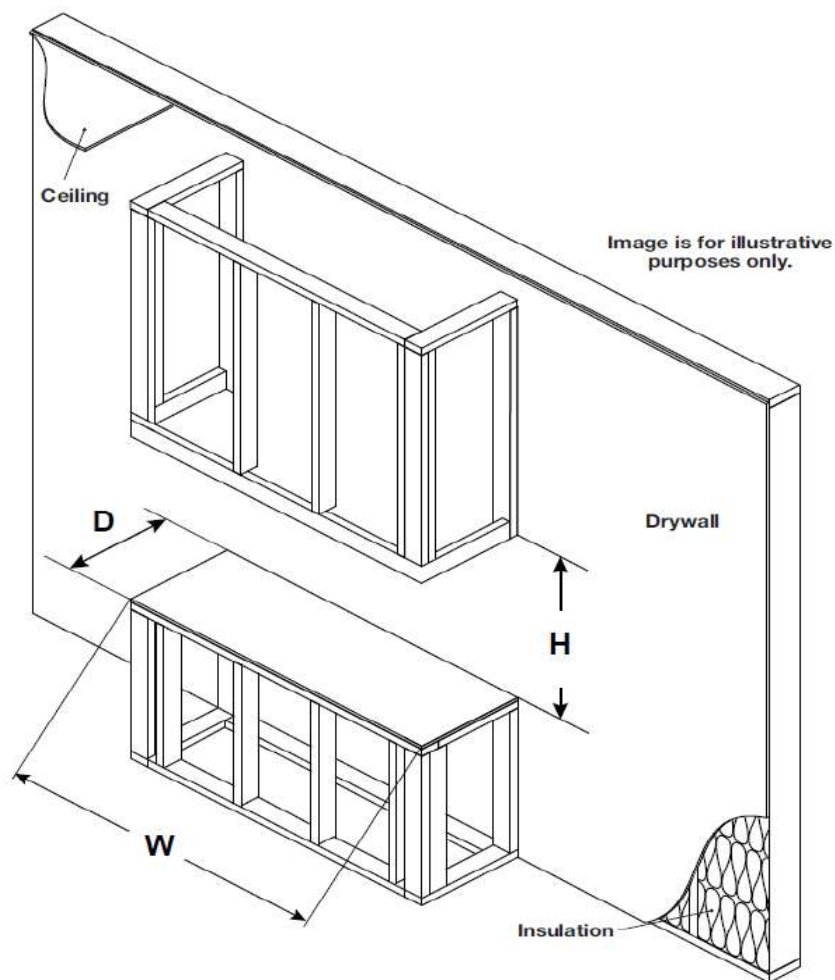 Ceiling
Image is for illustrative
purposes only.
D
Drywall
H
W
Insulation